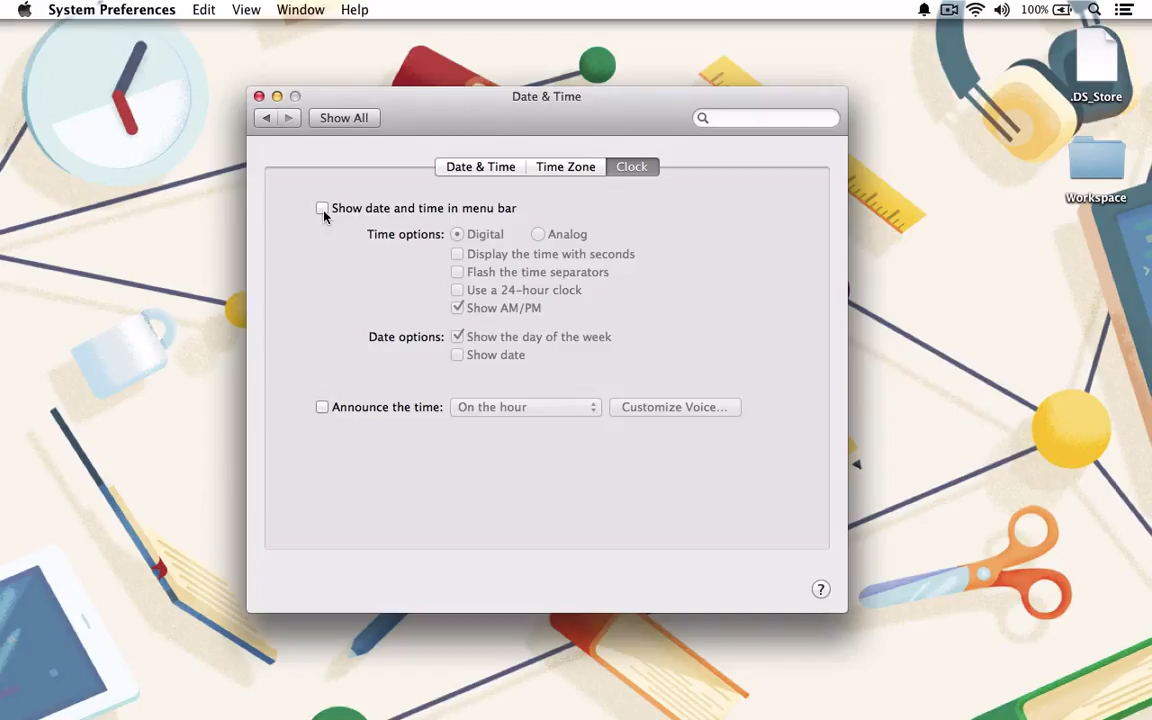 System Preferences Edit View Window Help 100%
.DS_Store
Workspace
Date & Time
Show All
Date & Time Time Zone Clock
Show date and time in menu bar
Time options: Digital Analog
Display the time with seconds
Flash the time separators
Use a 24-hour clock
Show AM/PM
Date options: Show the day of the week
Show date
Announce the time: On the hour Customize Voice...
?